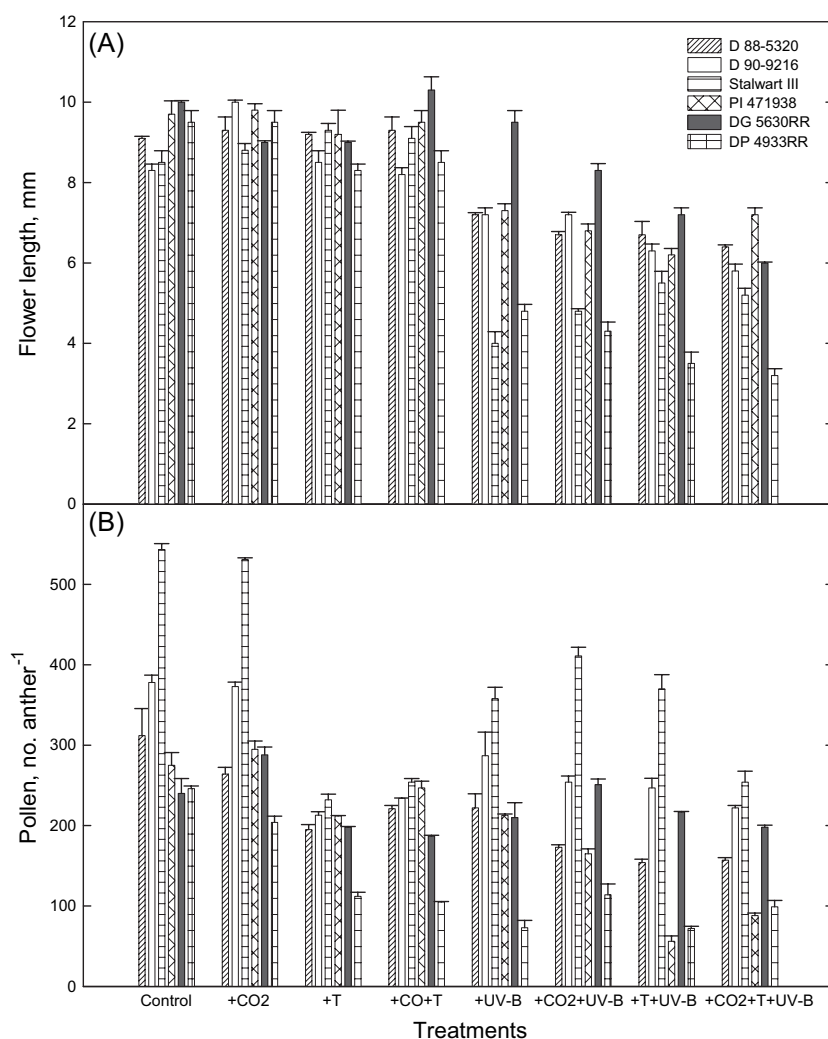 (A)
12
10
8
6
4
2
0
Flower length, mm
D 88-5320
D 90-9216
Stalwart III
PI 471938
DG 5630RR
DP 4933RR
(B)
500
400
300
200
100
0
Pollen, no. anther-1
Control +CO2 +T +CO+T +UV-B +CO2+UV-B +T+UV-B +CO2+T+UV-B
Treatments